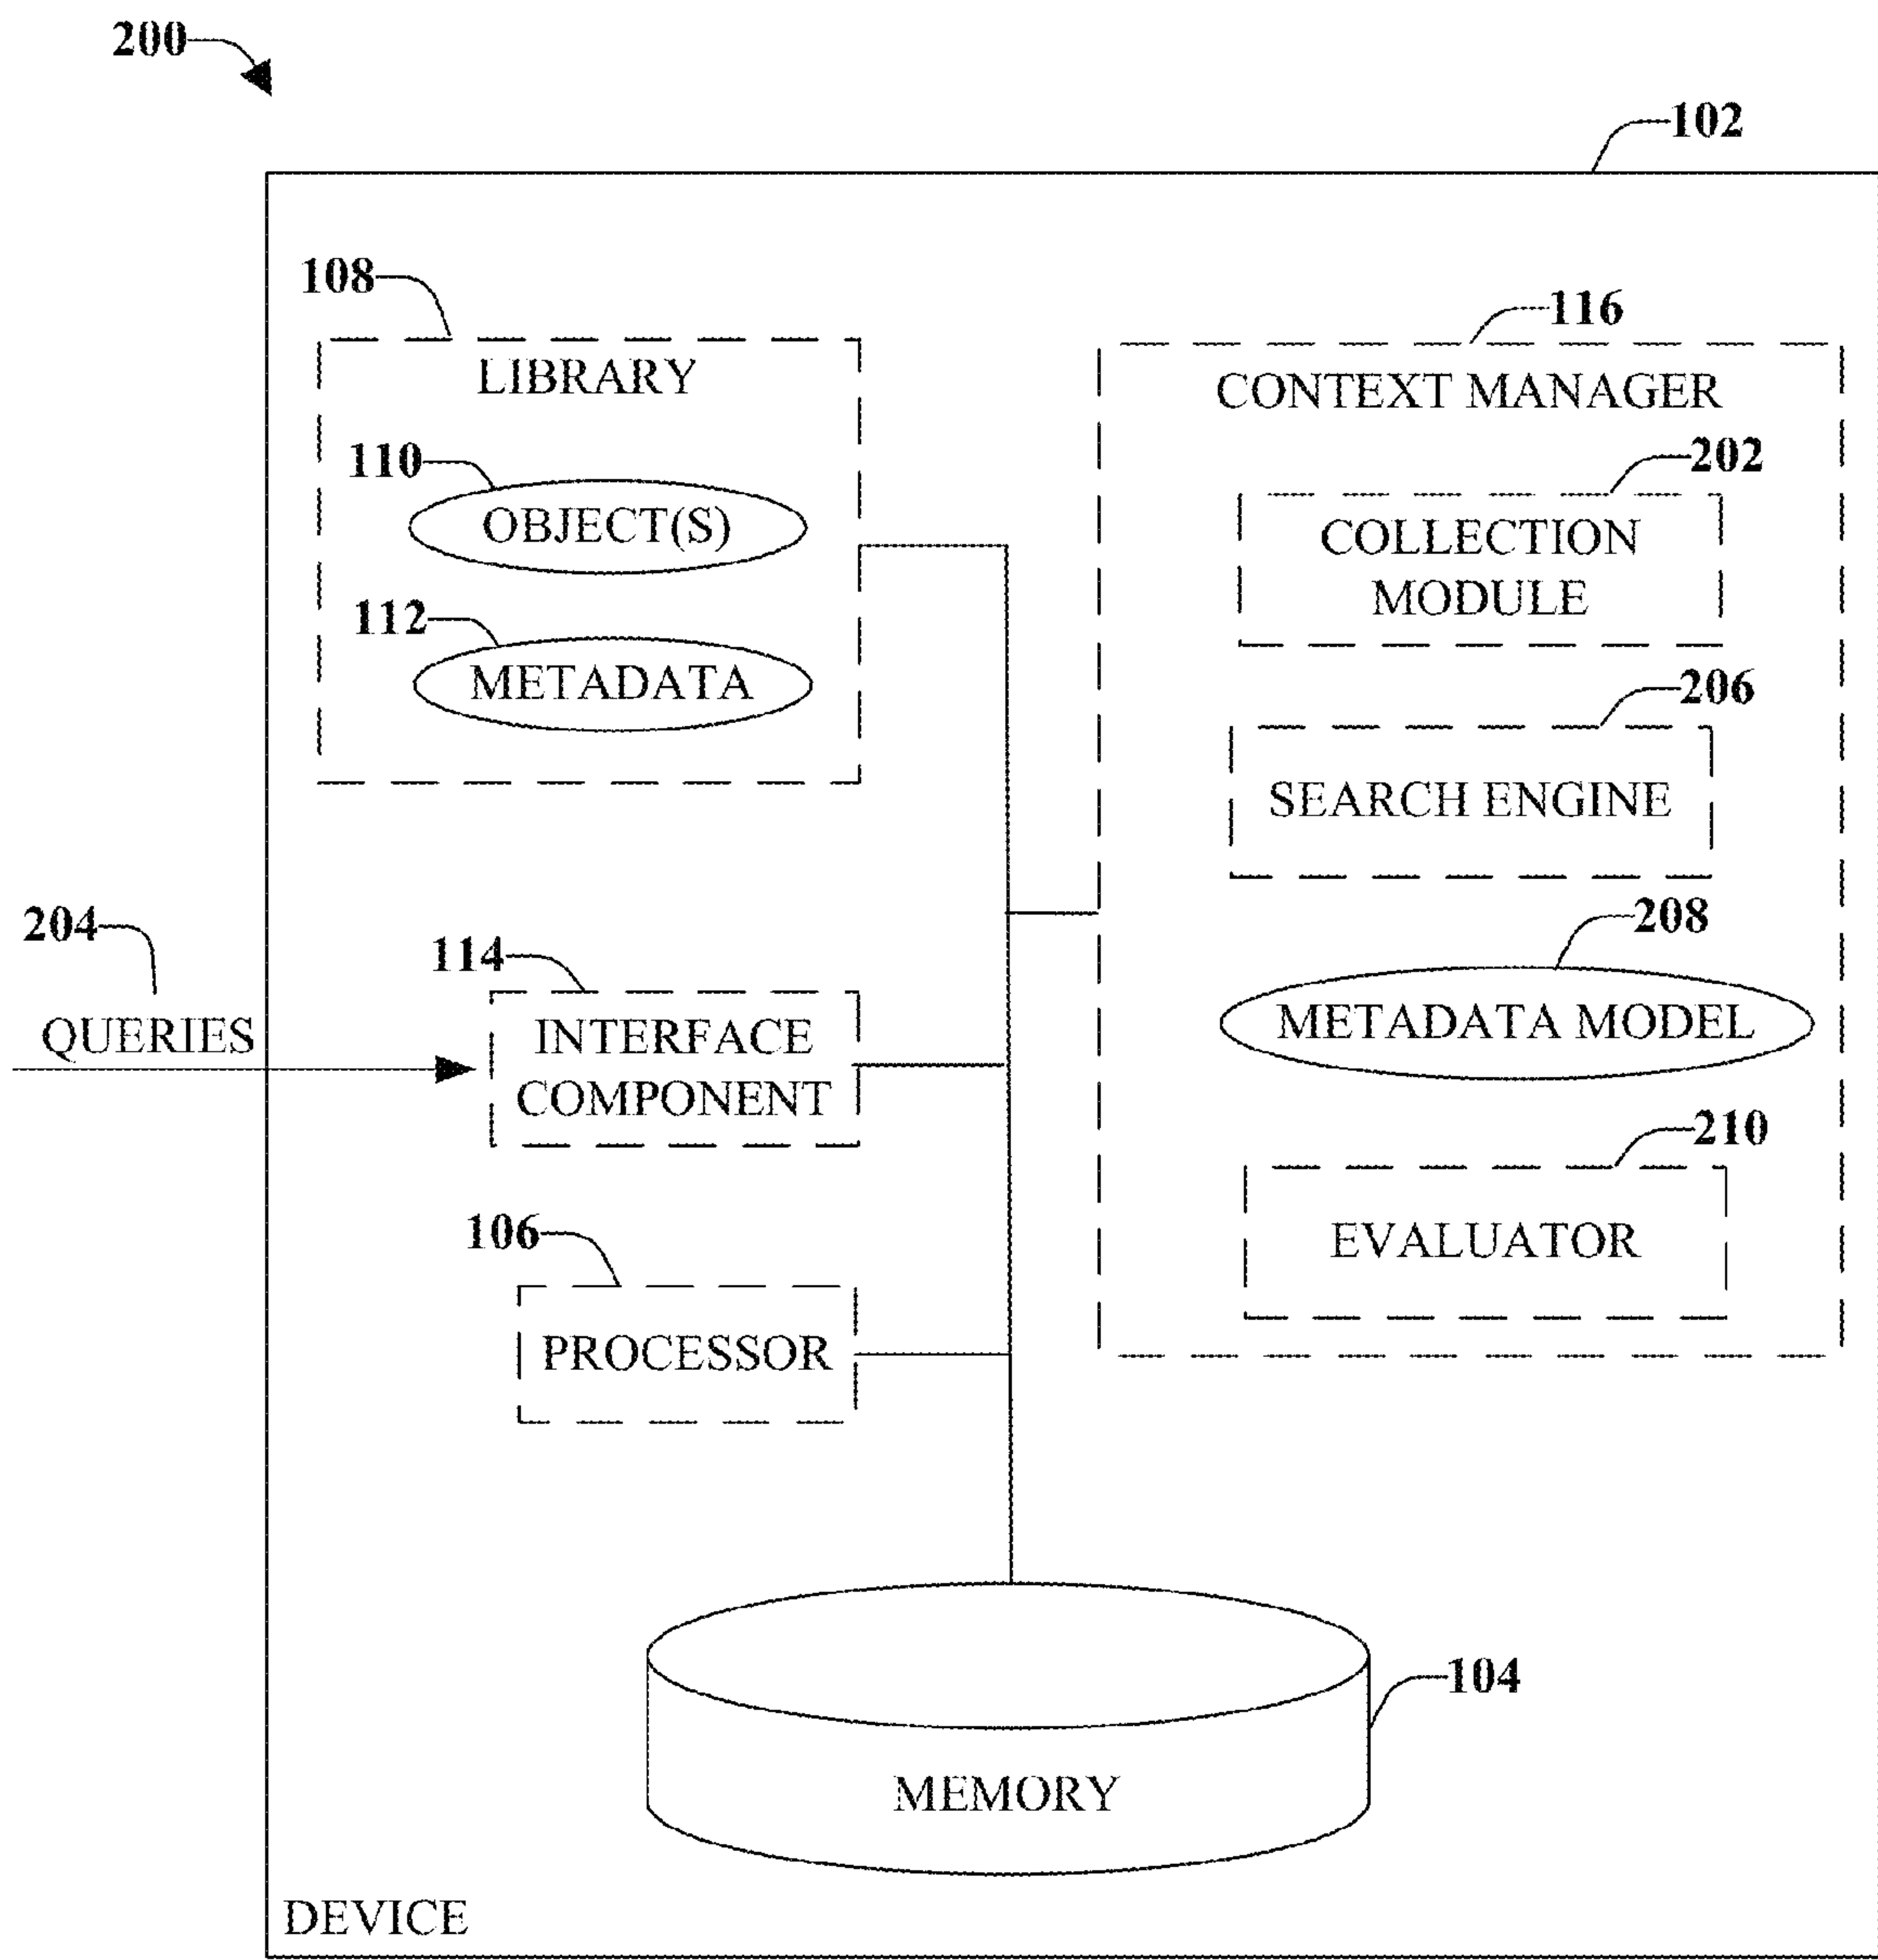 200
102
108
LIBRARY
110
OBJECT(S)
112
METADATA
116
CONTEXT MANAGER
202
COLLECTION
MODULE
206
SEARCH ENGINE
208
METADATA MODEL
210
EVALUATOR
204
QUERIES
114
INTERFACE
COMPONENT
106
PROCESSOR
104
MEMORY
DEVICE